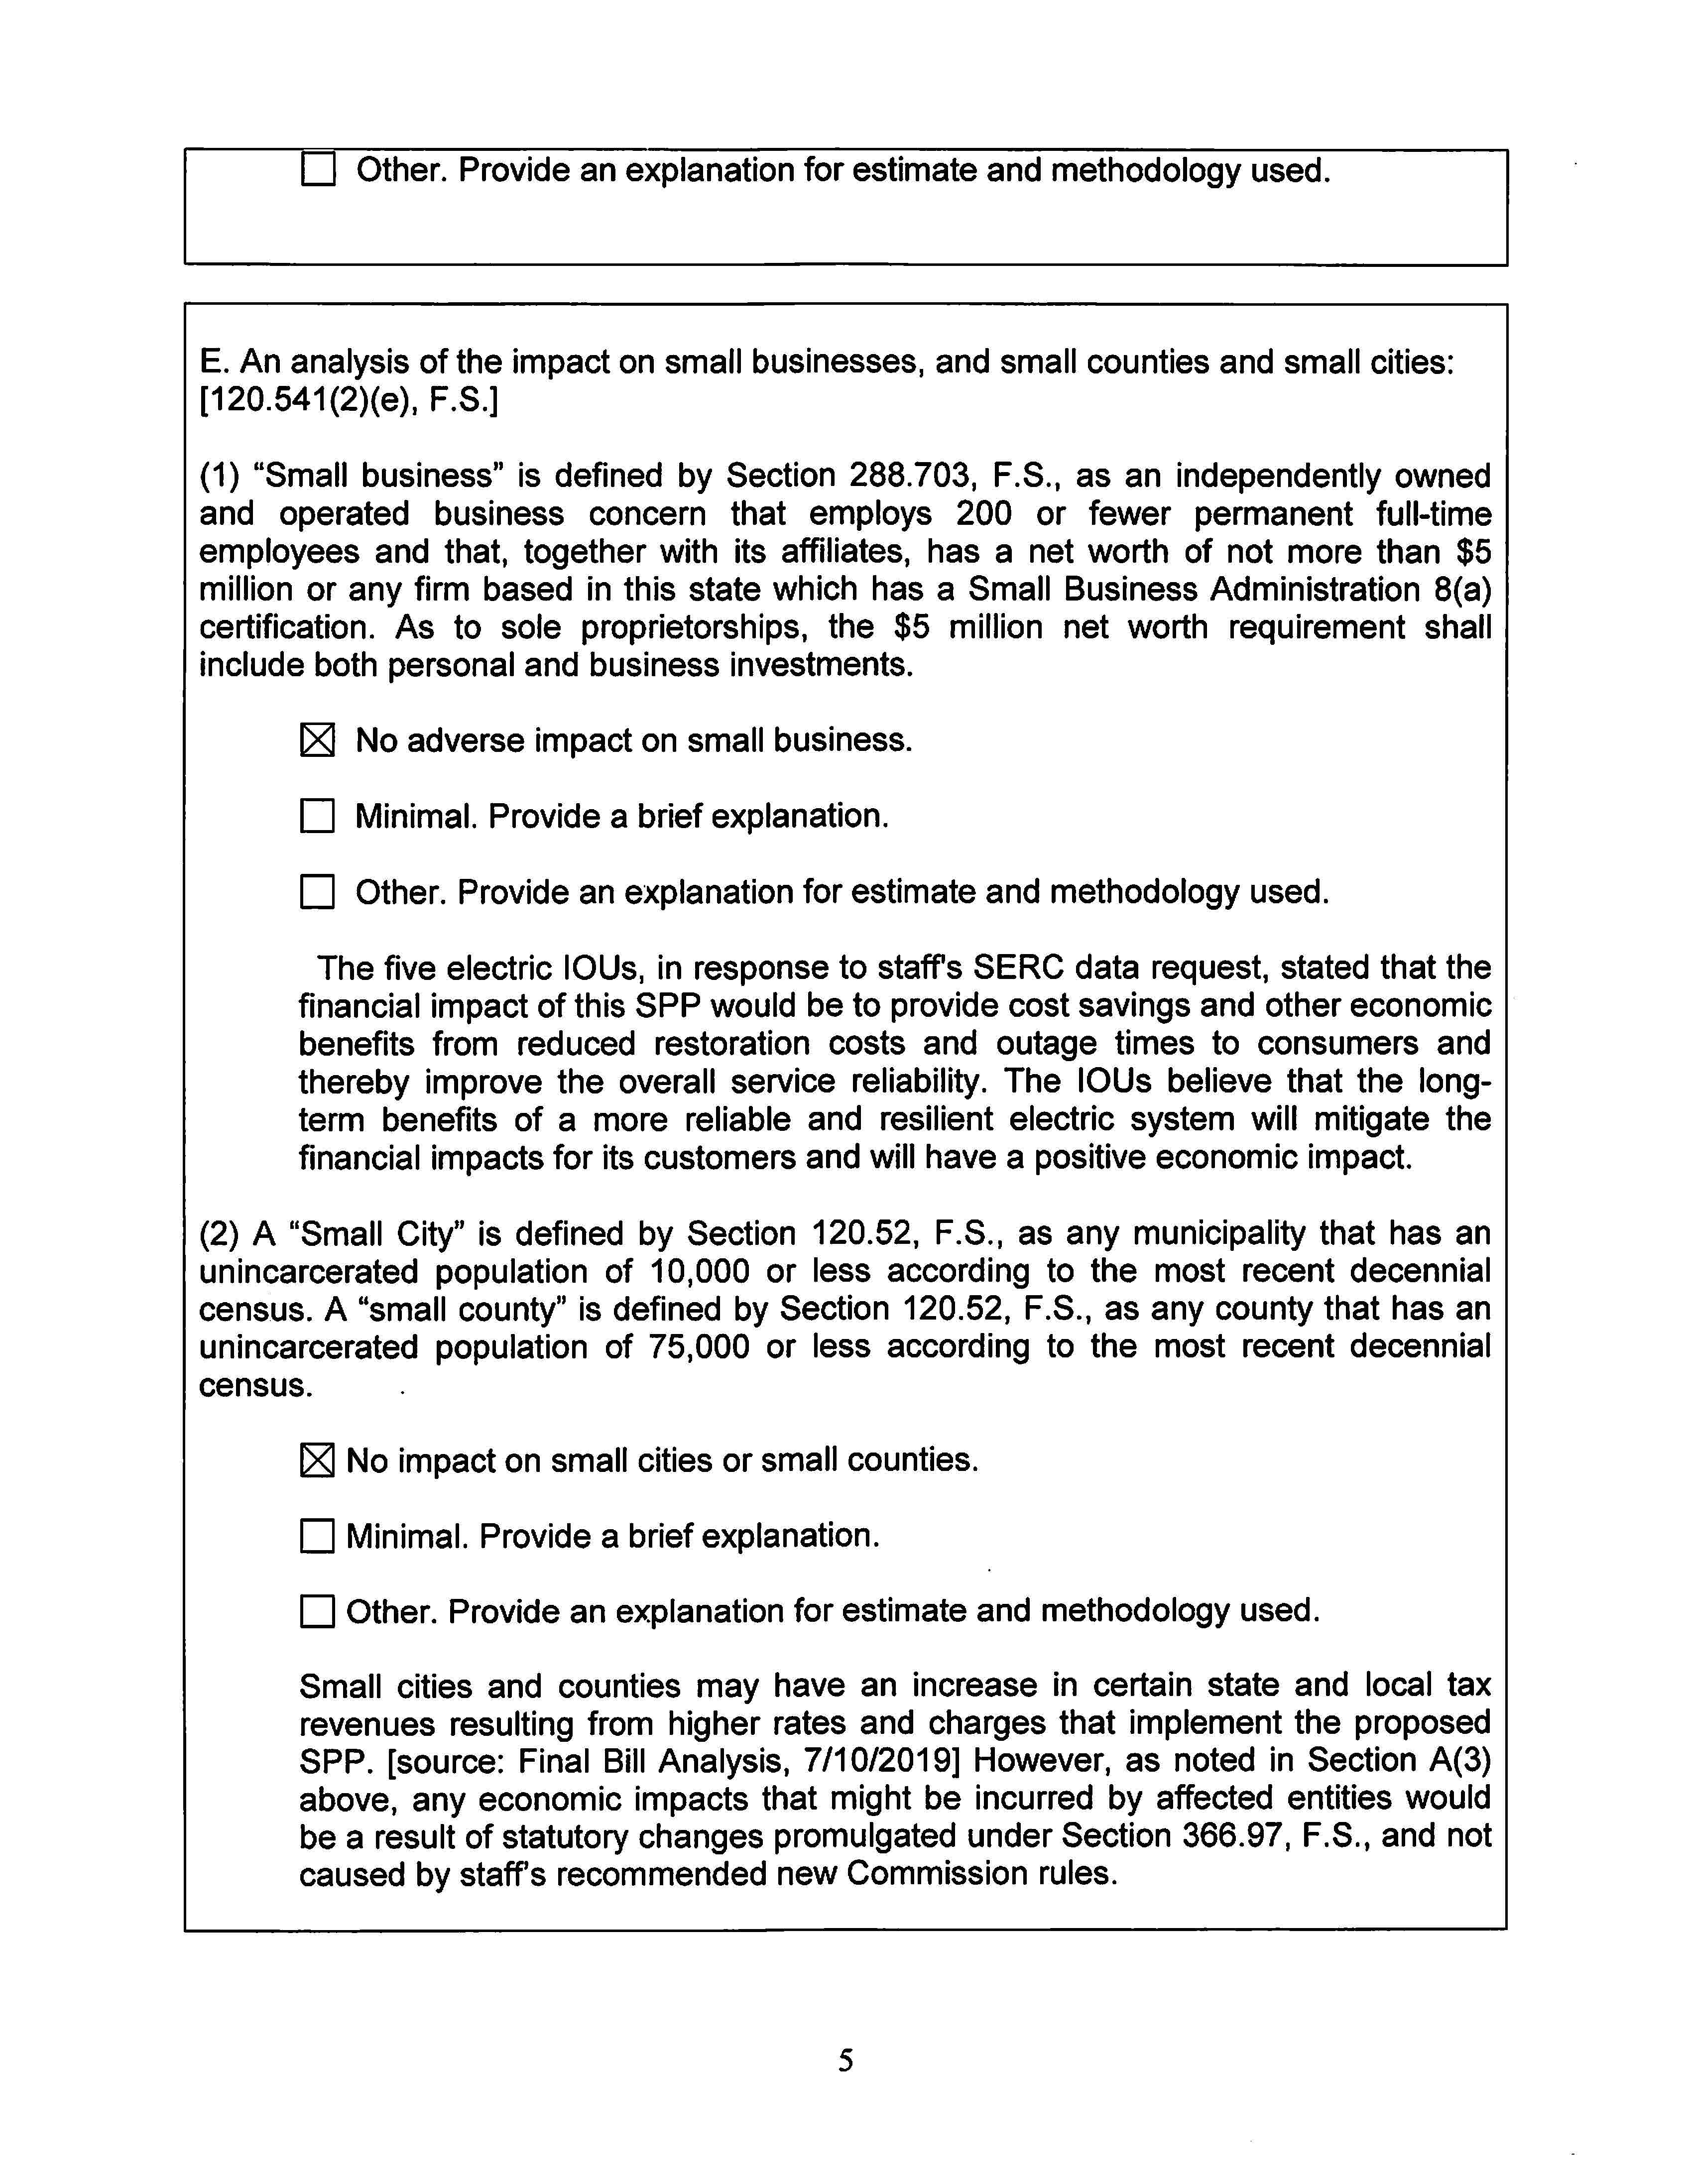 ☐ Other. Provide an explanation for estimate and methodology used.
E. An analysis of the impact on small businesses, and small counties and small cities:
[120.541(2)(e), F.S.]
(1) “Small business” is defined by Section 288.703, F.S., as an independently owned
and operated business concern that employs 200 or fewer permanent full-time
employees and that, together with its affiliates, has a net worth of not more than $5
million or any firm based in this state which has a Small Business Administration 8(a)
certification. As to sole proprietorships, the $5 million net worth requirement shall
include both personal and business investments.
☒ No adverse impact on small business.
☐ Minimal. Provide a brief explanation.
☐ Other. Provide an explanation for estimate and methodology used.
The five electric IOUs, in response to staff's SERC data request, stated that the
financial impact of this SPP would be to provide cost savings and other economic
benefits from reduced restoration costs and outage times to consumers and
thereby improve the overall service reliability. The IOUs believe that the long-
term benefits of a more reliable and resilient electric system will mitigate the
financial impacts for its customers and will have a positive economic impact.
(2) A “Small City” is defined by Section 120.52, F.S., as any municipality that has an
unincarcerated population of 10,000 or less according to the most recent decennial
census. A “small county” is defined by Section 120.52, F.S., as any county that has an
unincarcerated population of 75,000 or less according to the most recent decennial
census.
☒ No impact on small cities or small counties.
☐ Minimal. Provide a brief explanation.
☐ Other. Provide an explanation for estimate and methodology used.
Small cities and counties may have an increase in certain state and local tax
revenues resulting from higher rates and charges that implement the proposed
SPP. [source: Final Bill Analysis, 7/10/2019] However, as noted in Section A(3)
above, any economic impacts that might be incurred by affected entities would
be a result of statutory changes promulgated under Section 366.97, F.S., and not
caused by staff's recommended new Commission rules.
5